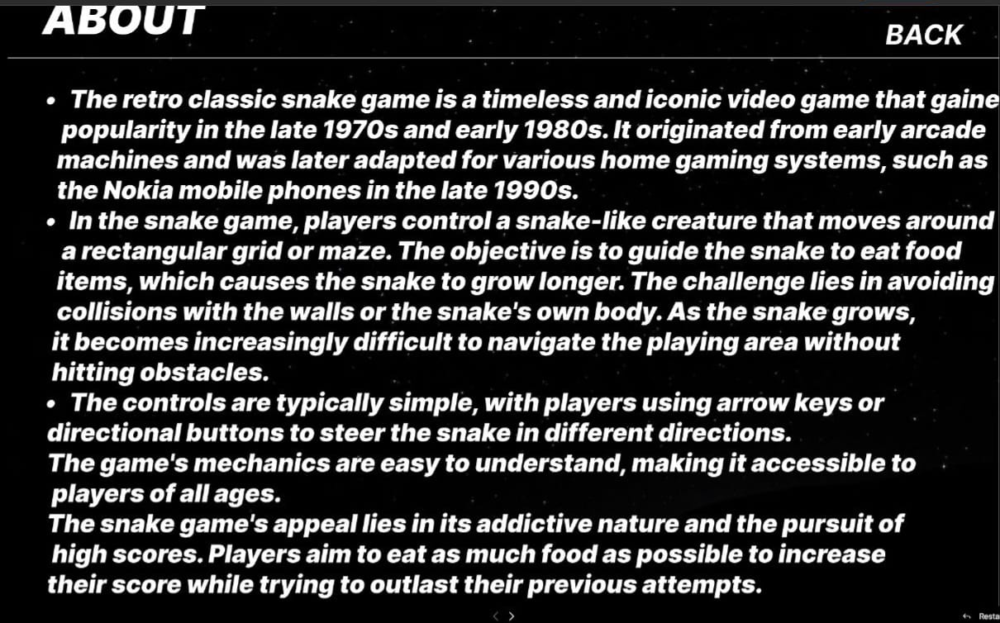 ABOUT
BACK
• The retro classic snake game is a timeless and iconic video game that gaine
popularity in the late 1970s and early 1980s. It originated from early arcade
machines and was later adapted for various home gaming systems, such as
the Nokia mobile phones in the late 1990s.
• In the snake game, players control a snake-like creature that moves around
a rectangular grid or maze. The objective is to guide the snake to eat food
items, which causes the snake to grow longer. The challenge lies in avoiding
collisions with the walls or the snake's own body. As the snake grows,
it becomes increasingly difficult to navigate the playing area without
hitting obstacles.
• The controls are typically simple, with players using arrow keys or
directional buttons to steer the snake in different directions.
The game's mechanics are easy to understand, making it accessible to
players of all ages.
The snake game's appeal lies in its addictive nature and the pursuit of
high scores. Players aim to eat as much food as possible to increase
their score while trying to outlast their previous attempts.
Resta